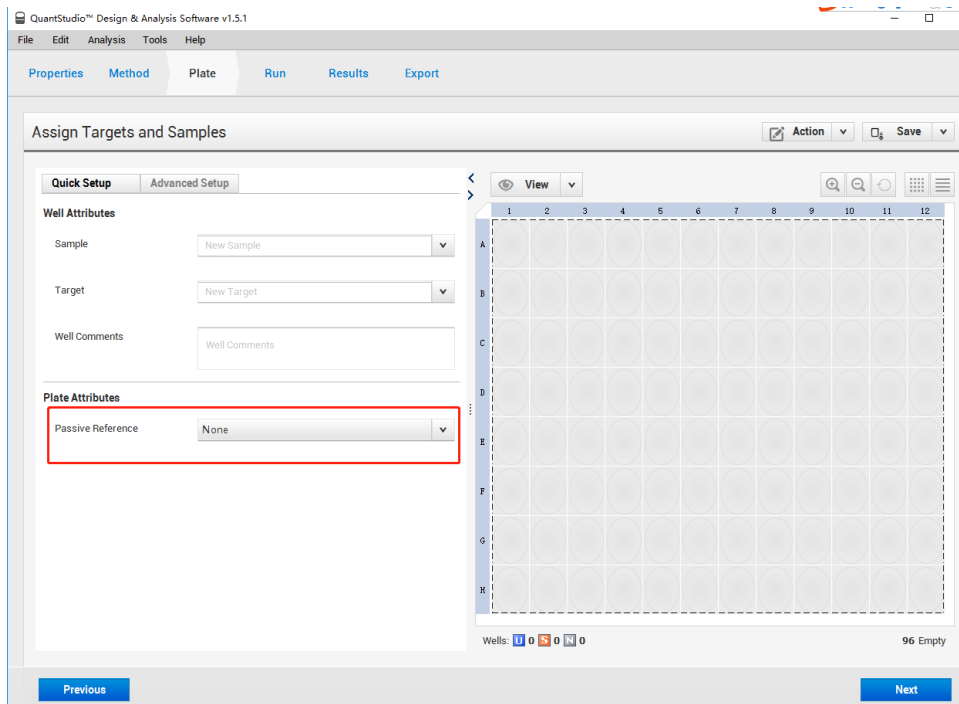 QuantStudio™ Design & Analysis Software v1.5.1
File Edit Analysis Tools Help
Properties Method Plate Run Results Export
Assign Targets and Samples
Action
Save
Quick Setup Advanced Setup
View
Well Attributes
Sample New Sample
Target New Target
Well Comments Well Comments
Plate Attributes
Passive Reference None
1 2 3 4 5 6 7 8 9 10 11 12
A
B
C
D
E
F
G
H
Wells: U 0 S 0 N 0 96 Empty
Previous Next